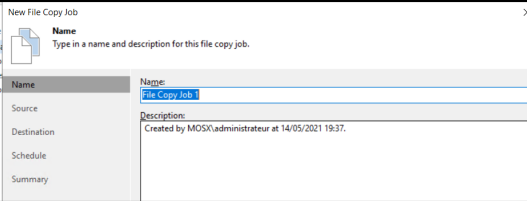 New File Copy Job
Name
Type in a name and description for this file copy job.
Name
Source
Destination
Schedule
Summary
Name:
File Copy Job 1
Description:
Created by MOSX\administrateur at 14/05/2021 19:37.